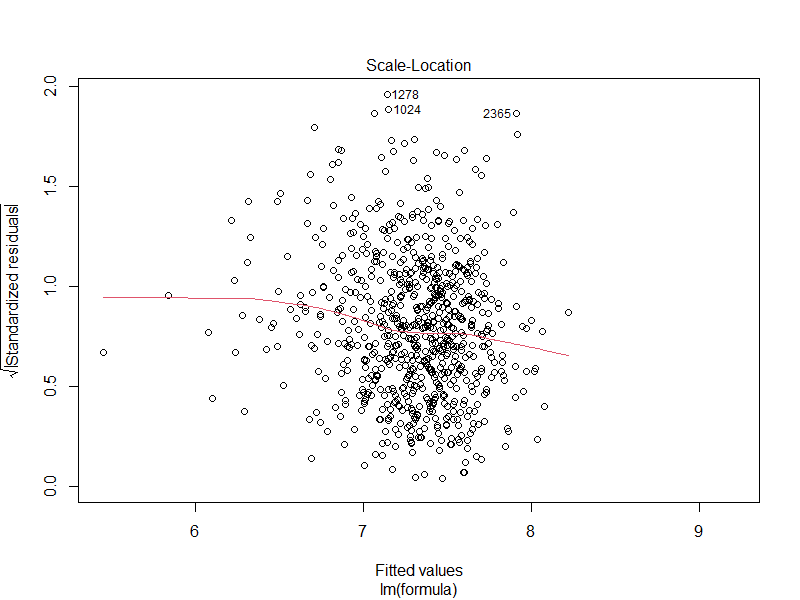 Scale-Location
2.0
1.5
1.0
0.5
0.0
√|Standardized residuals|
1278
1024
2365
6 7 8 9
Fitted values
lm(formula)